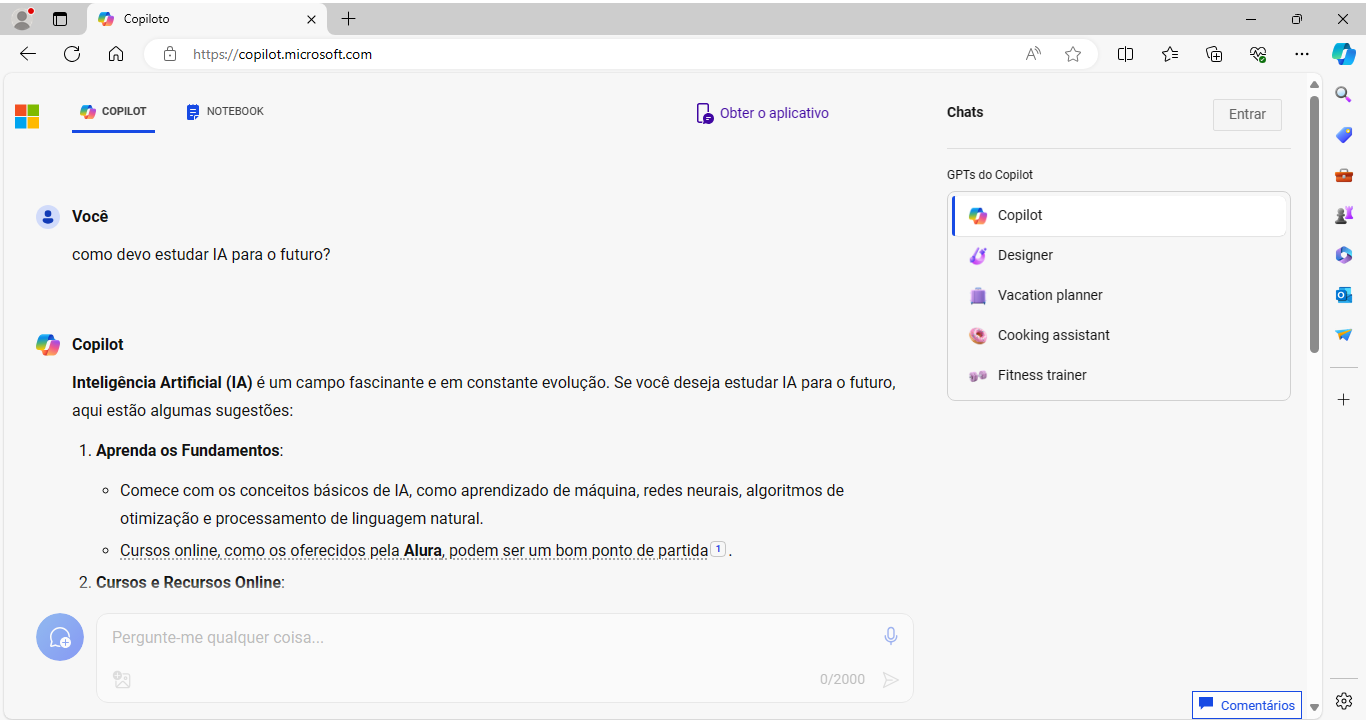 Copiloto
https://copilot.microsoft.com
COPILOT
NOTEBOOK
Obter o aplicativo
Você
como devo estudar IA para o futuro?
Copilot
Inteligência Artificial (IA) é um campo fascinante e em constante evolução. Se você deseja estudar IA para o futuro,
aqui estão algumas sugestões:
1. Aprenda os Fundamentos:
Comece com os conceitos básicos de IA, como aprendizado de máquina, redes neurais, algoritmos de
otimização e processamento de linguagem natural.
Cursos online, como os oferecidos pela Alura, podem ser um bom ponto de partida 1 .
2. Cursos e Recursos Online:
Pergunte-me qualquer coisa...
0/2000
Chats
Entrar
GPTs do Copilot
Copilot
Designer
Vacation planner
Cooking assistant
Fitness trainer
Comentários